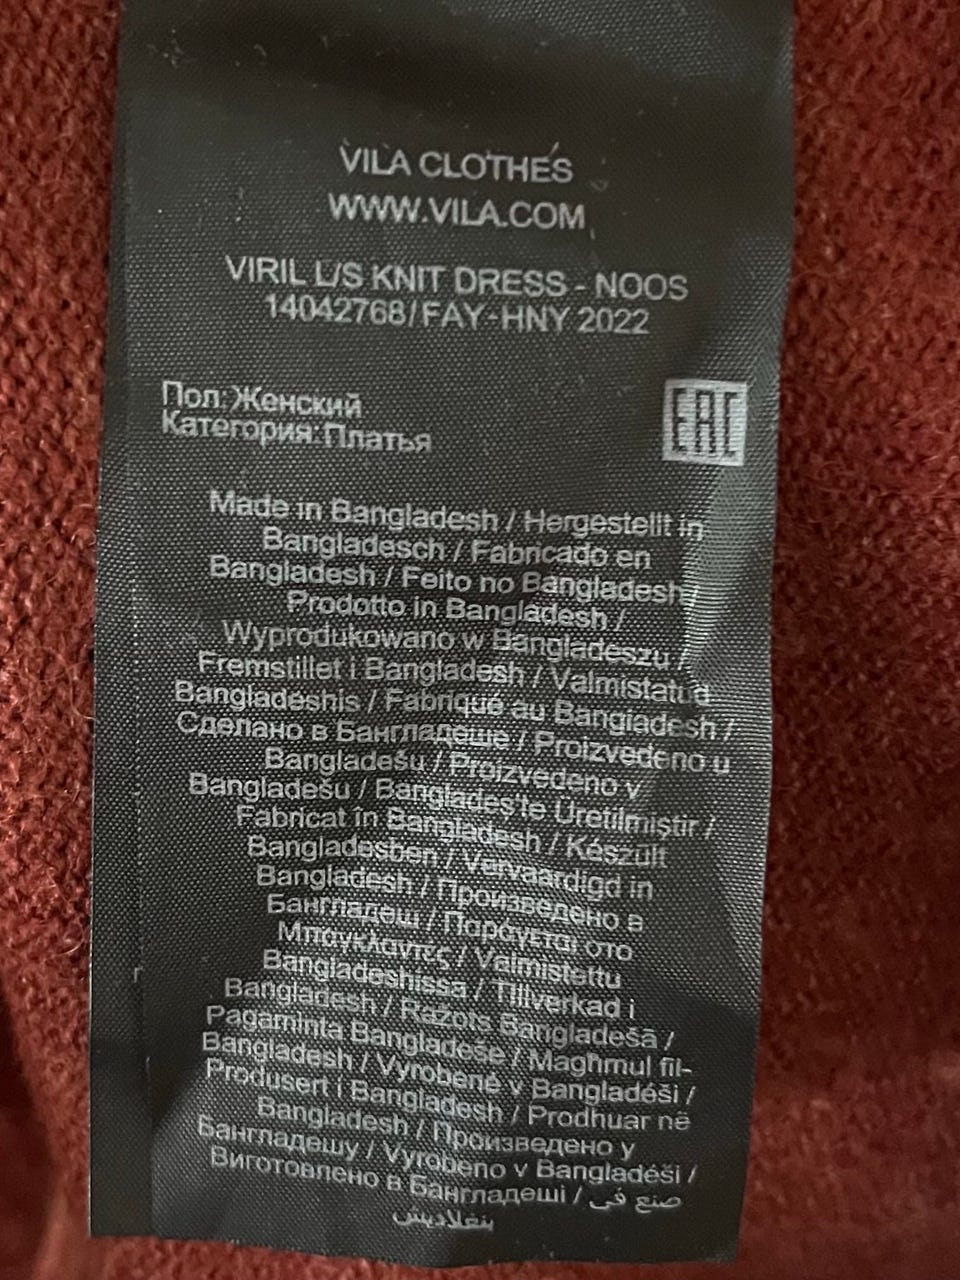 VILA CLOTHES
WWW.VILA.COM
VIRIL L/S KNIT DRESS - NOOS
14042768/FAY-HNY 2022
Пол:Женский
Категория:Платья
EAC
Made in Bangladesh / Hergestellt in
Bangladesch / Fabricado en
Bangladesh / Feito no Bangladesh /
Prodotto in Bangladesh /
Wyprodukowano w Bangladeszu /
Fremstillet i Bangladesh / Valmistatud
Bangladeshis / Fabriqué au Bangladesh /
Сделано в Бангладеше / Proizvedeno u
Bangladešu / Proizvedeno v
Bangladešu / Bangladeş'te Üretilmiştir /
Fabricat în Bangladesh / Készült
Bangladesben / Vervaardigd in
Bangladesh / Произведено в
Бангладеш / Παράγεται στο
Μπαγκλαντές / Valmistettu
Bangladeshissa / Tillverkad i
Bangladesh / Ražots Bangladešā /
Pagaminta Bangladeše / Magħmul fil-
Bangladesh / Vyrobené v Bangladéši /
Produsert i Bangladesh / Prodhuar në
Bangladesh / Произведено у
Бангладешу / Vyrobeno v Bangladéši /
Виготовлено в Бангладеші / صنع في
بنغلاديش